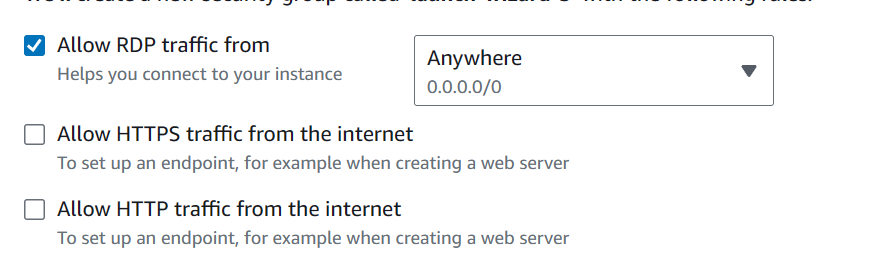 Allow RDP traffic from
Anywhere
Helps you connect to your instance
0.0.0.0/0
Allow HTTPS traffic from the internet
To set up an endpoint, for example when creating a web server
Allow HTTP traffic from the internet
To set up an endpoint, for example when creating a web server